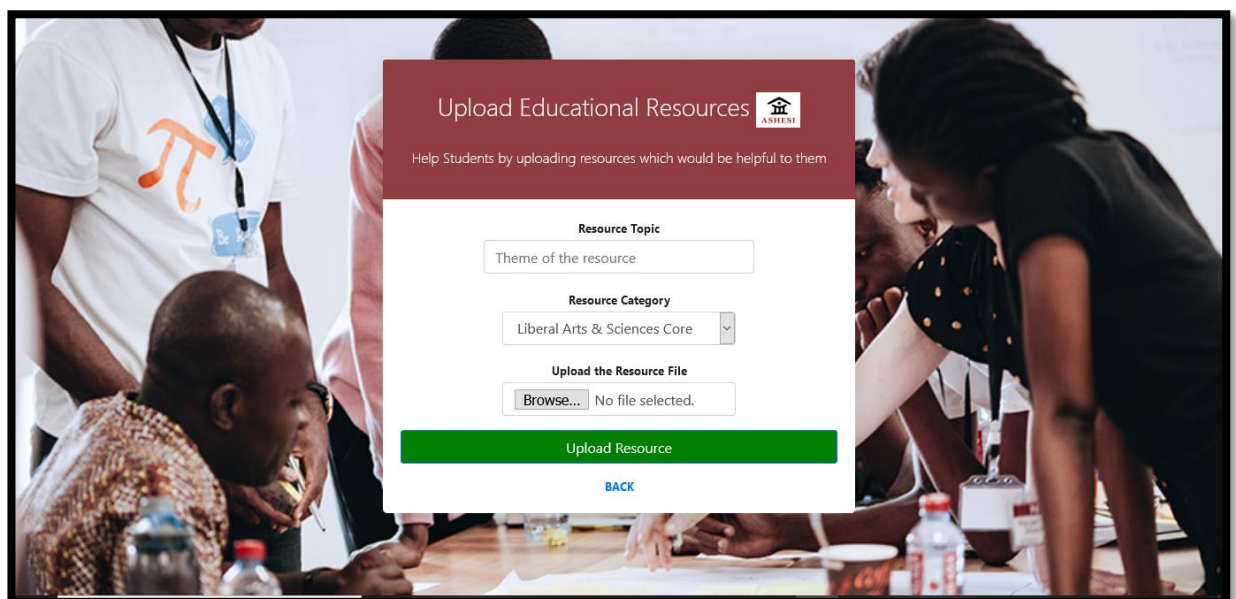 Upload Educational Resources
ASHESI
Help Students by uploading resources which would be helpful to them
Resource Topic
Theme of the resource
Resource Category
Liberal Arts & Sciences Core
Upload the Resource File
Browse... No file selected.
Upload Resource
BACK
π
Be